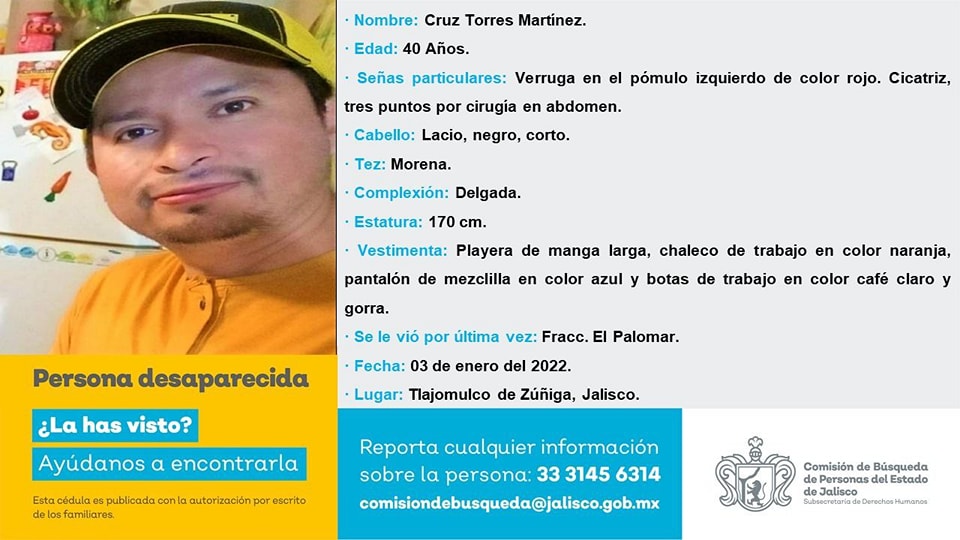 · Nombre: Cruz Torres Martínez.
· Edad: 40 Años.
· Señas particulares: Verruga en el pómulo izquierdo de color rojo. Cicatriz,
tres puntos por cirugía en abdomen.
· Cabello: Lacio, negro, corto.
· Tez: Morena.
· Complexión: Delgada.
· Estatura: 170 cm.
· Vestimenta: Playera de manga larga, chaleco de trabajo en color naranja,
pantalón de mezclilla en color azul y botas de trabajo en color café claro y
gorra.
· Se le vió por última vez: Fracc. El Palomar.
· Fecha: 03 de enero del 2022.
· Lugar: Tlajomulco de Zúñiga, Jalisco.
Persona desaparecida
¿La has visto?
Ayúdanos a encontrarla
Esta cédula es publicada con la autorización por escrito
de los familiares.
Reporta cualquier información
sobre la persona: 33 3145 6314
comisiondebusqueda@jalisco.gob.mx
Comisión de Búsqueda
de Personas del Estado
de Jalisco
Subsecretaría de Derechos Humanos